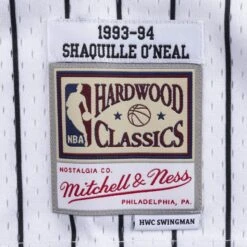 1993-94
SHAQUILLE O'NEAL
HARDWOOD
NBA
CLASSICS
NOSTALGIA CO.
Mitchell & Ness
PHILADELPHIA, PA.
HWC SWINGMAN